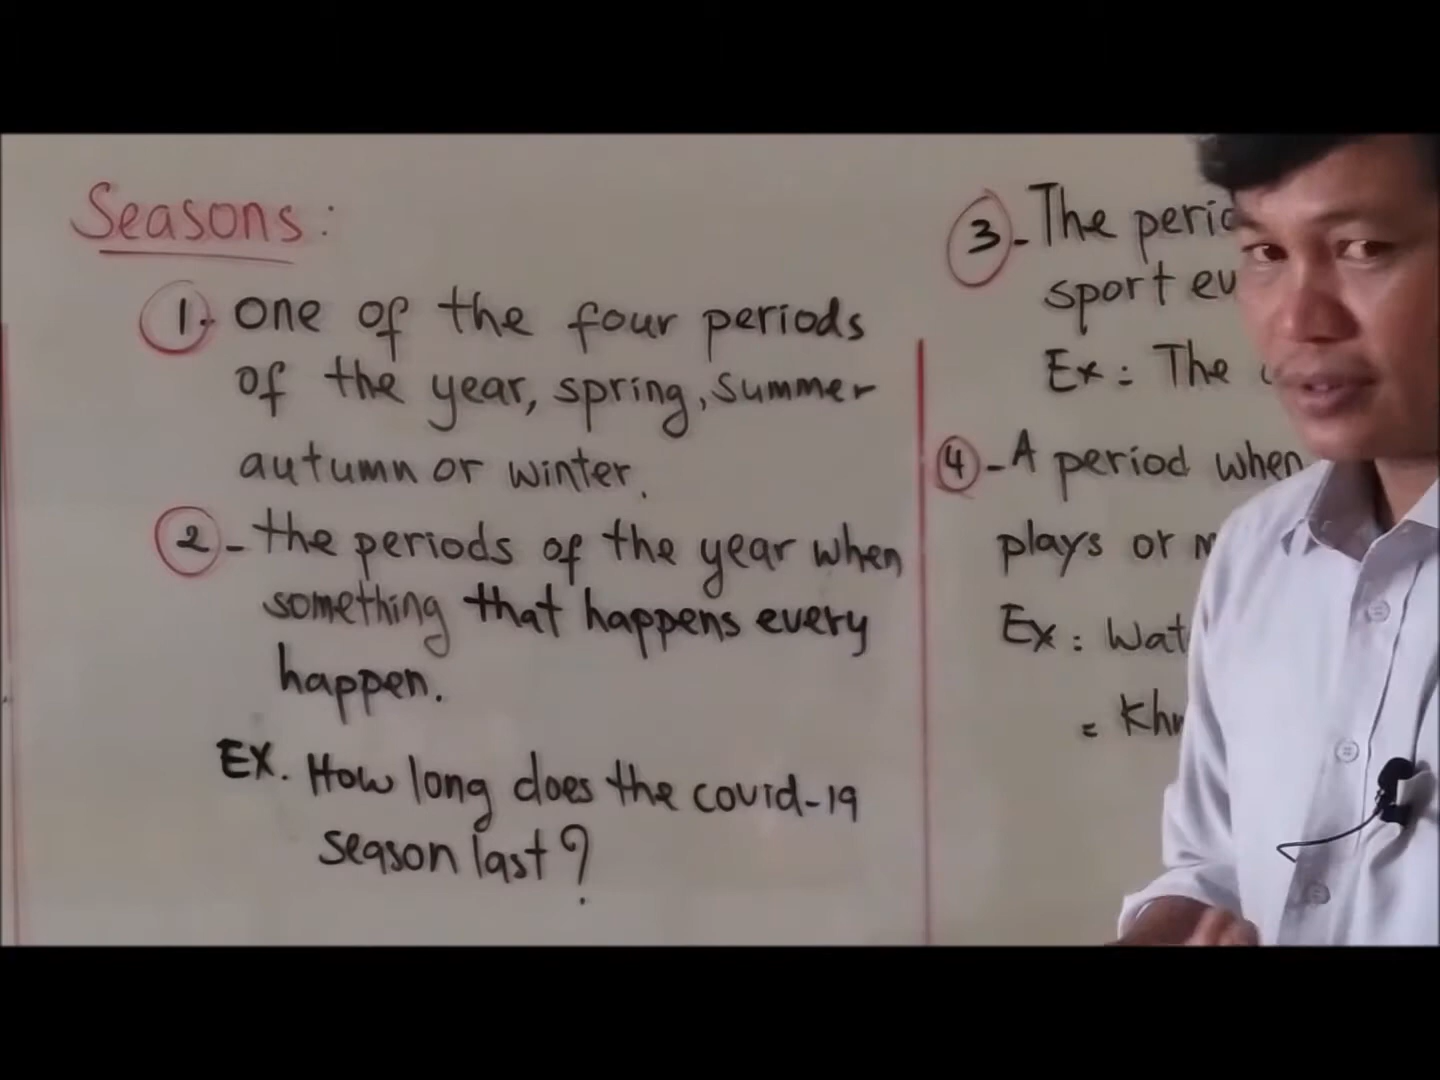 Seasons:
1- one of the four periods
of the year, spring, summer
autumn or winter.
2- the periods of the year when
something that happens every
happen.
EX. How long does the covid-19
season last?
3- The
sport
Ex: The
4- A period when
plays or
Ex:
=